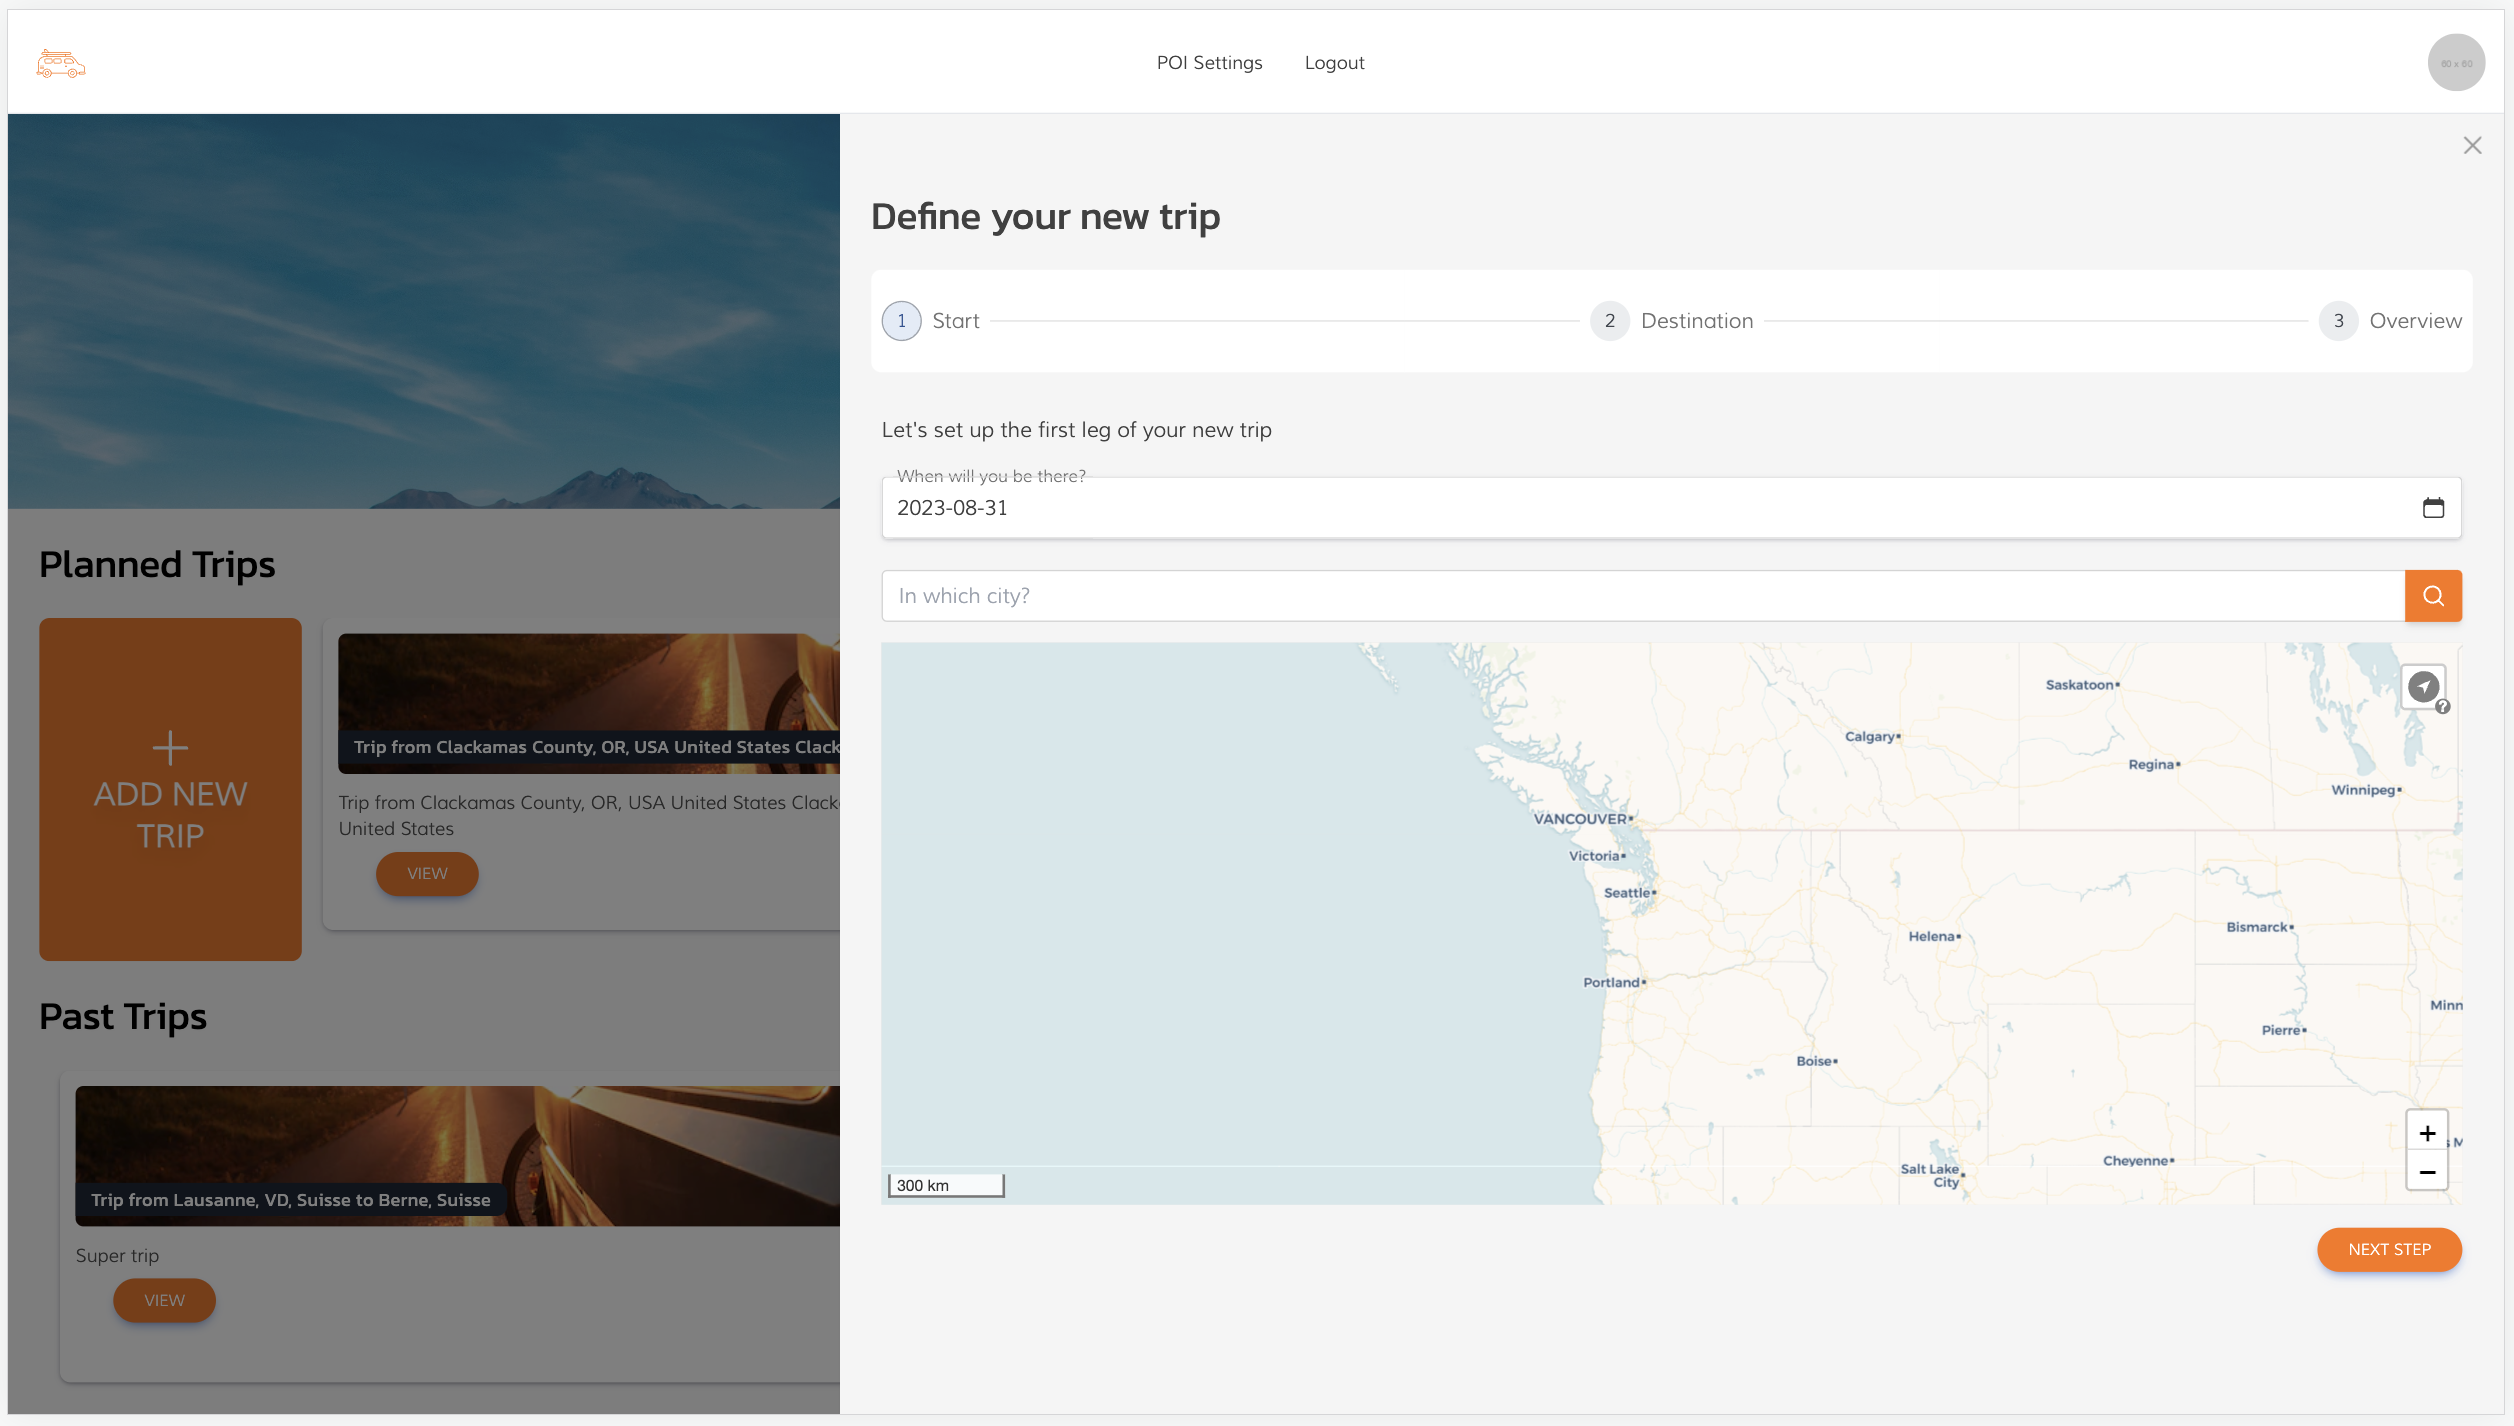 POI Settings
Logout
60 x 60
Define your new trip
1 Start
2 Destination
3 Overview
Let's set up the first leg of your new trip
When will you be there?
2023-08-31
In which city?
Saskatoon
Calgary
Regina
Winnipeg
VANCOUVER
Victoria
Seattle
Helena
Bismarck
Portland
Minn
Pierre
Boise
Salt Lake
City
Cheyenne
s M
300 km
+
−
?
NEXT STEP
Planned Trips
ADD NEW
TRIP
Trip from Clackamas County, OR, USA United States Clack
Trip from Clackamas County, OR, USA United States Clack
United States
VIEW
Past Trips
Trip from Lausanne, VD, Suisse to Berne, Suisse
Super trip
VIEW